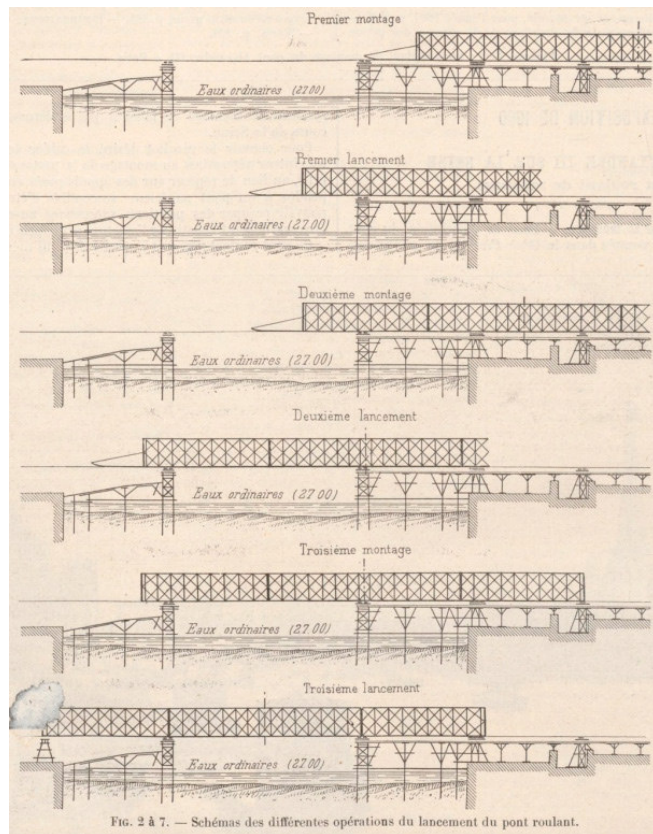 Premier montage
Eaux ordinaires (27.00)
Premier lancement
Eaux ordinaires (27.00)
Deuxième montage
Eaux ordinaires (27.00)
Deuxième lancement
Eaux ordinaires (27.00)
Troisième montage
Eaux ordinaires (27.00)
Troisième lancement
Eaux ordinaires (27.00)
FIG. 2 à 7. — Schémas des différentes opérations du lancement du pont roulant.